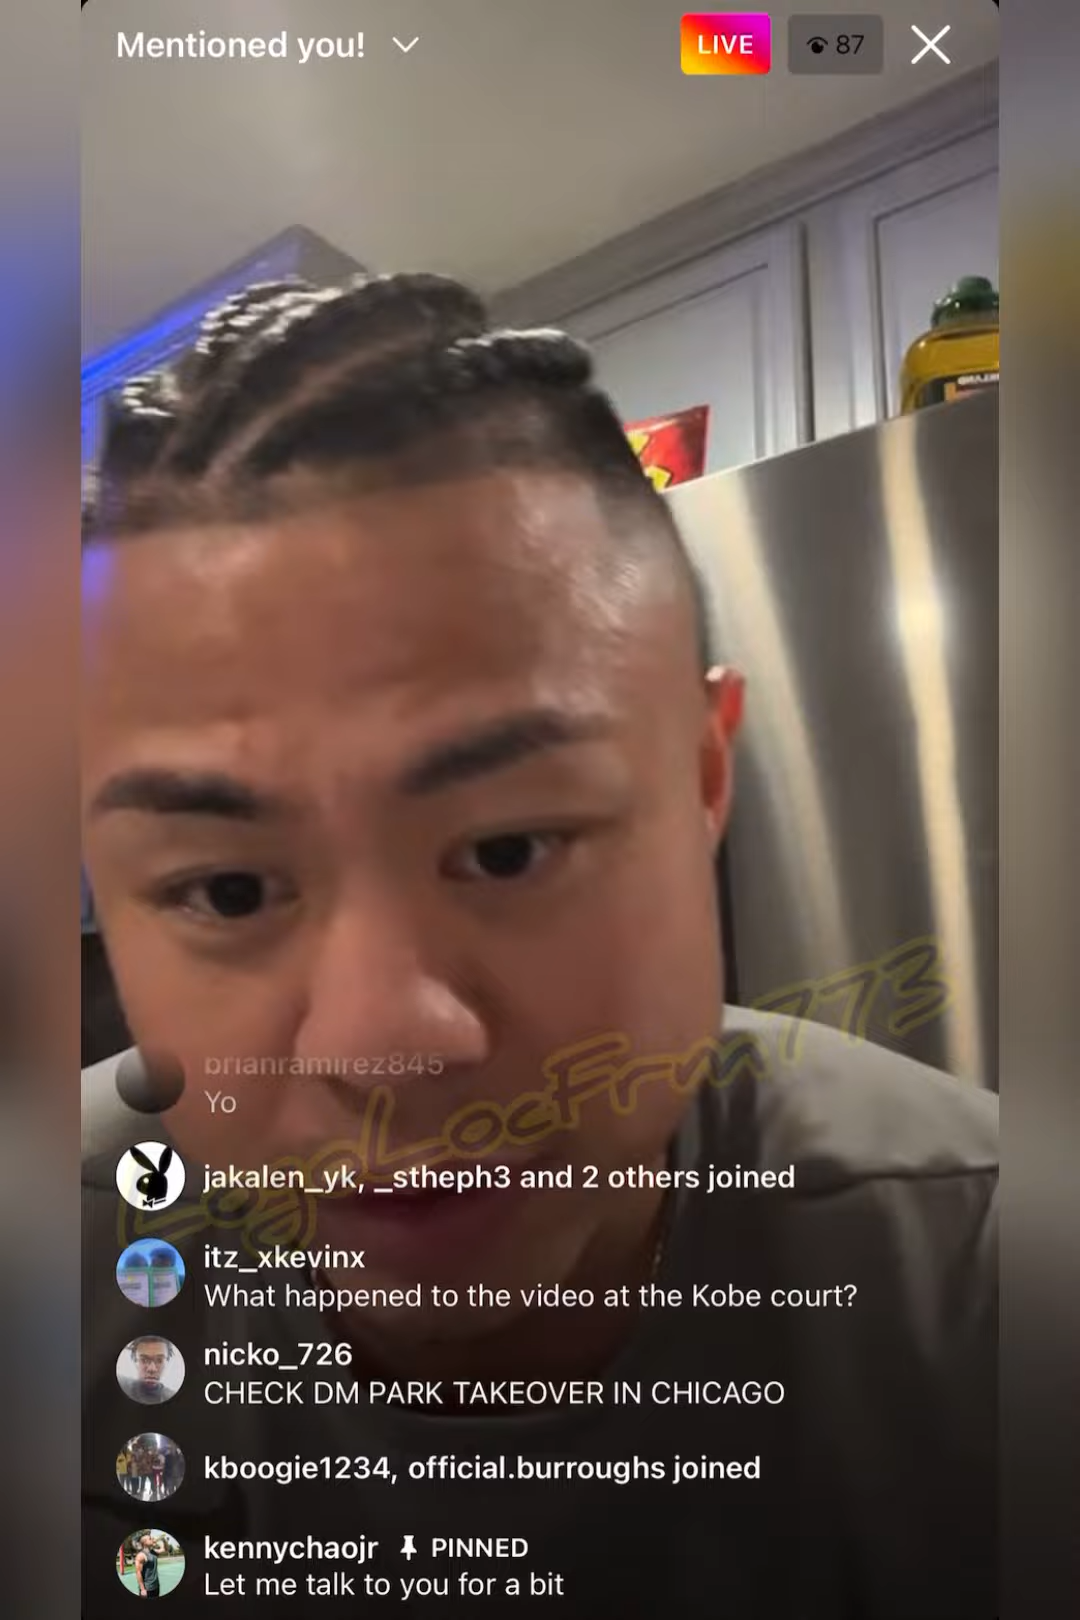 Mentioned you!
LIVE
87
brianramirez845
Yo
LogoLocFrm773
jakalen_yk, _stheph3 and 2 others joined
itz_xkevinx
What happened to the video at the Kobe court?
nicko_726
CHECK DM PARK TAKEOVER IN CHICAGO
kboogie1234, official.burroughs joined
kennychaojr PINNED
Let me talk to you for a bit